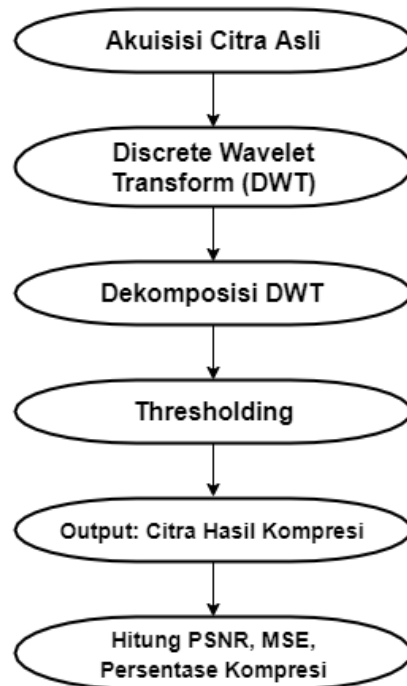 Akuisisi Citra Asli
Discrete Wavelet
Transform (DWT)
Dekomposisi DWT
Thresholding
Output: Citra Hasil Kompresi
Hitung PSNR, MSE,
Persentase Kompresi